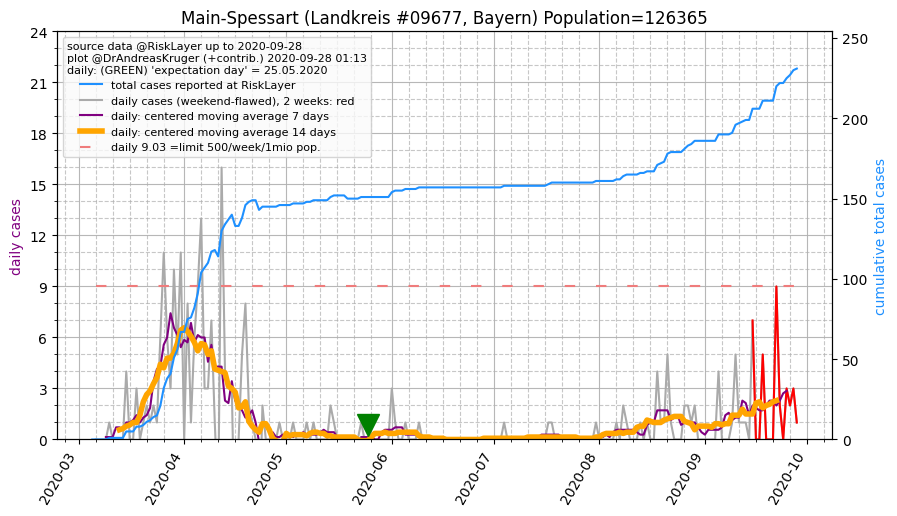 Main-Spessart (Landkreis #09677, Bayern) Population=126365
source data @RiskLayer up to 2020-09-28
plot @DrAndreasKruger (+contrib.) 2020-09-28 01:13
daily: (GREEN) 'expectation day' = 25.05.2020
total cases reported at RiskLayer
daily cases (weekend-flawed), 2 weeks: red
daily: centered moving average 7 days
daily: centered moving average 14 days
daily 9.03 =limit 500/week/1mio pop.
daily cases
24
21
18
15
12
9
6
3
0
cumulative total cases
250
200
150
100
50
0
2020-03
2020-04
2020-05
2020-06
2020-07
2020-08
2020-09
2020-10